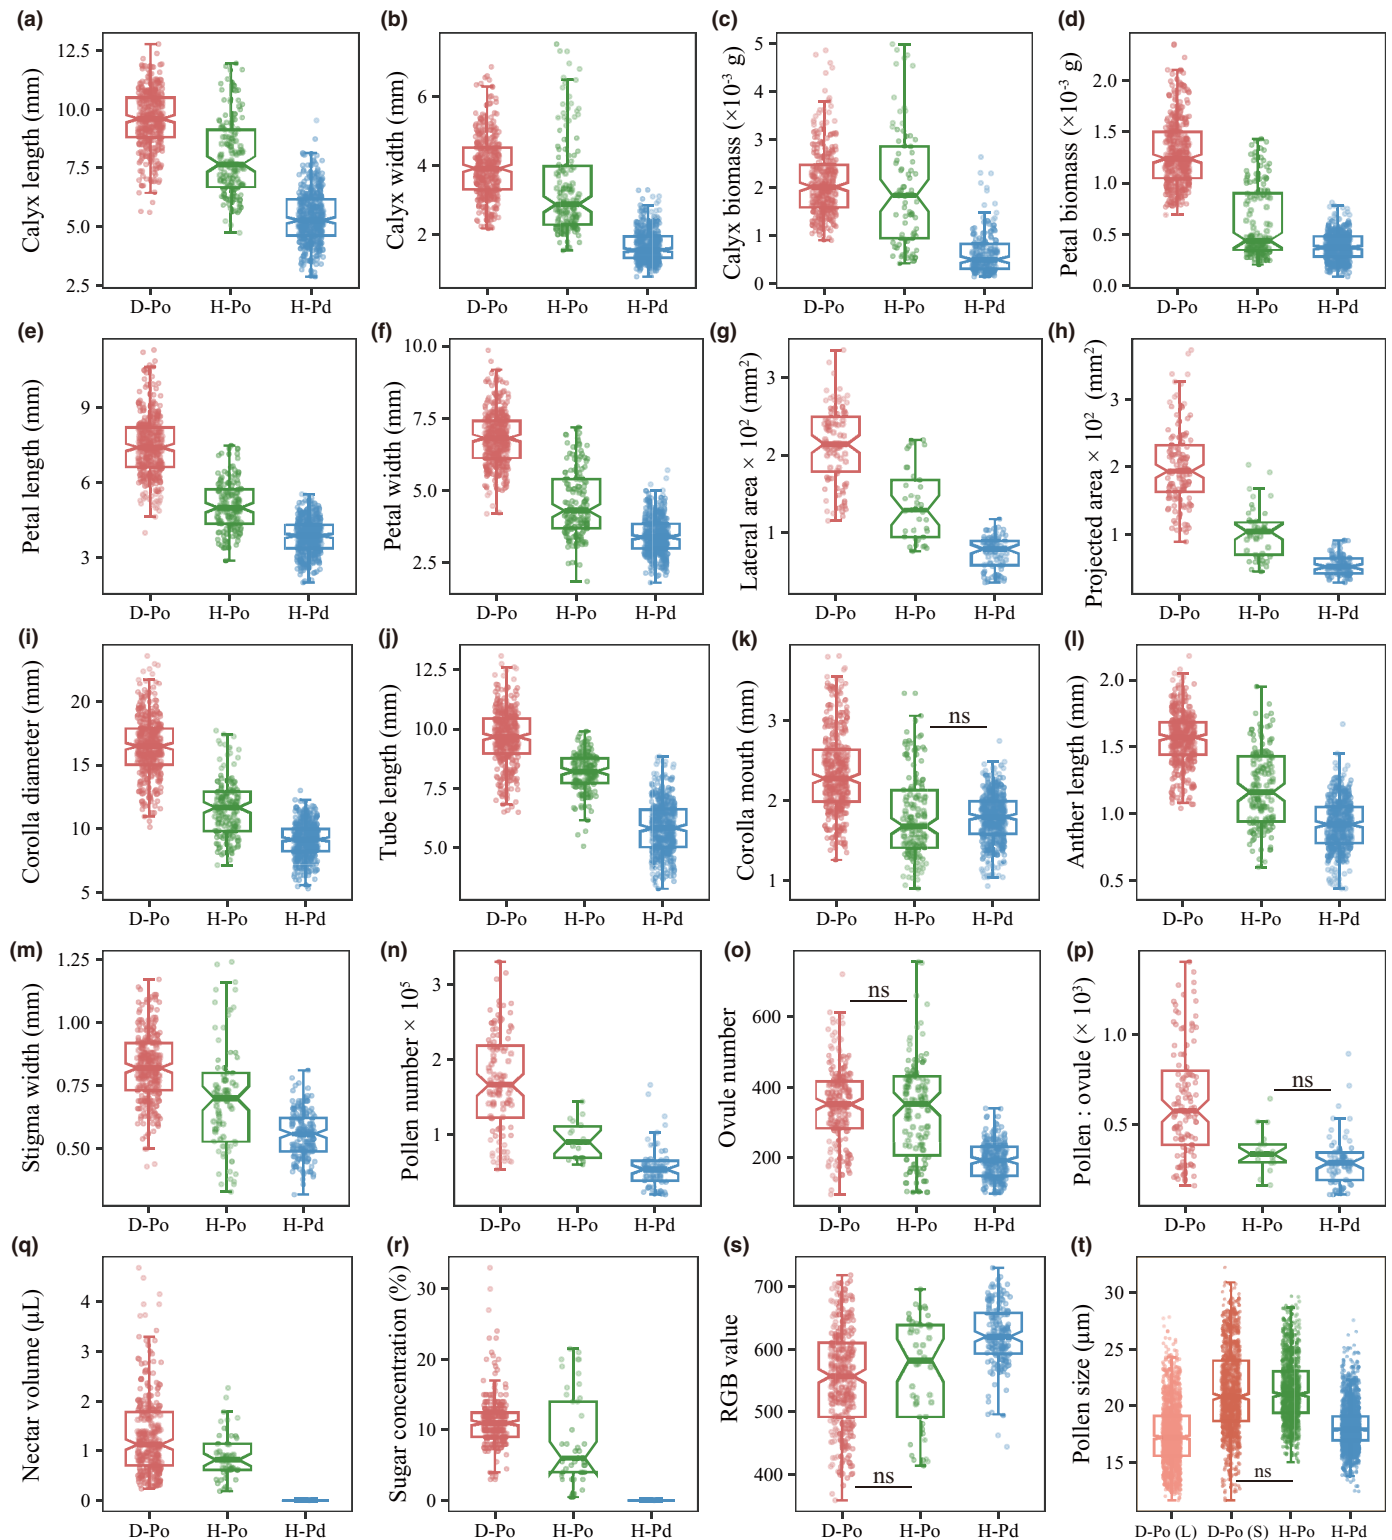 (a)
Calyx length (mm)
12.5
10.0
7.5
5.0
2.5
D-Po H-Po H-Pd
(b)
Calyx width (mm)
6
4
2
D-Po H-Po H-Pd
(c)
Calyx biomass (×10-3 g)
5
4
3
2
1
0
D-Po H-Po H-Pd
(d)
Petal biomass (×10-3 g)
2.0
1.5
1.0
0.5
0.0
D-Po H-Po H-Pd
(e)
Petal length (mm)
9
6
3
D-Po H-Po H-Pd
(f)
Petal width (mm)
10.0
7.5
5.0
2.5
D-Po H-Po H-Pd
(g)
Lateral area × 10² (mm²)
3
2
1
D-Po H-Po H-Pd
(h)
Projected area × 10² (mm²)
3
2
1
D-Po H-Po H-Pd
(i)
Corolla diameter (mm)
20
15
10
5
D-Po H-Po H-Pd
(j)
Tube length (mm)
12.5
10.0
7.5
5.0
D-Po H-Po H-Pd
(k)
Corolla mouth (mm)
3
2
1
ns
D-Po H-Po H-Pd
(l)
Anther length (mm)
2.0
1.5
1.0
0.5
D-Po H-Po H-Pd
(m)
Stigma width (mm)
1.25
1.00
0.75
0.50
D-Po H-Po H-Pd
(n)
Pollen number × 10⁵
3
2
1
D-Po H-Po H-Pd
(o)
Ovule number
600
400
200
ns
D-Po H-Po H-Pd
(p)
Pollen : ovule (× 10³)
1.0
0.5
ns
D-Po H-Po H-Pd
(q)
Nectar volume (µL)
4
3
2
1
0
D-Po H-Po H-Pd
(r)
Sugar concentration (%)
30
20
10
0
D-Po H-Po H-Pd
(s)
RGB value
700
600
500
400
ns
D-Po H-Po H-Pd
(t)
Pollen size (µm)
30
25
20
15
ns
D-Po (L) D-Po (S) H-Po H-Pd